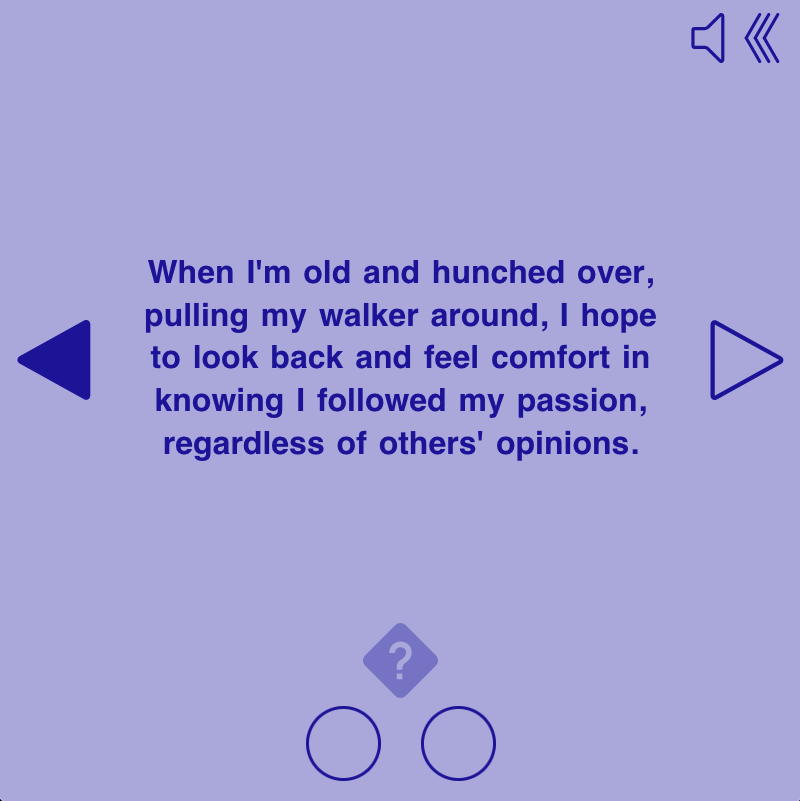 When I'm old and hunched over,
pulling my walker around, I hope
to look back and feel comfort in
knowing I followed my passion,
regardless of others' opinions.
?